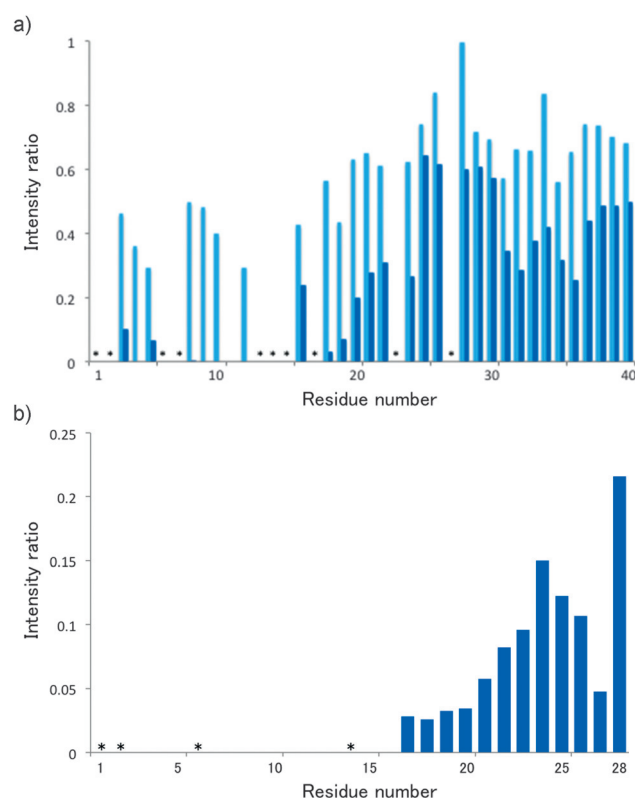 a)
1
0.8
0.6
0.4
0.2
0
Intensity ratio
* * * * * * * * * *
1 10 20 30 40
Residue number
b)
0.25
0.2
0.15
0.1
0.05
0
Intensity ratio
* * * *
1 5 10 15 20 25 28
Residue number